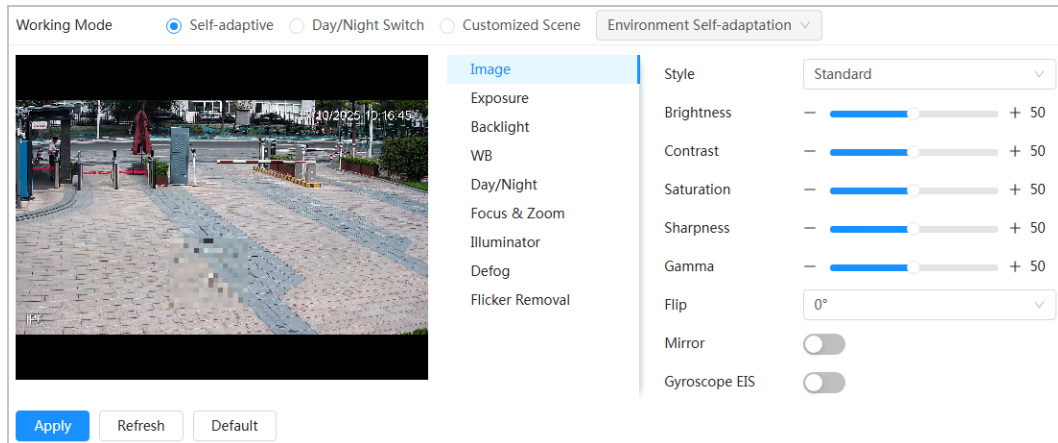 Working Mode Self-adaptive Day/Night Switch Customized Scene Environment Self-adaptation
Image
Exposure
Backlight
WB
Day/Night
Focus & Zoom
Illuminator
Defog
Flicker Removal
Style Standard
Brightness 50
Contrast 50
Saturation 50
Sharpness 50
Gamma 50
Flip 0°
Mirror
Gyroscope EIS
/10/2025 10:16:45
IPC
Apply Refresh Default